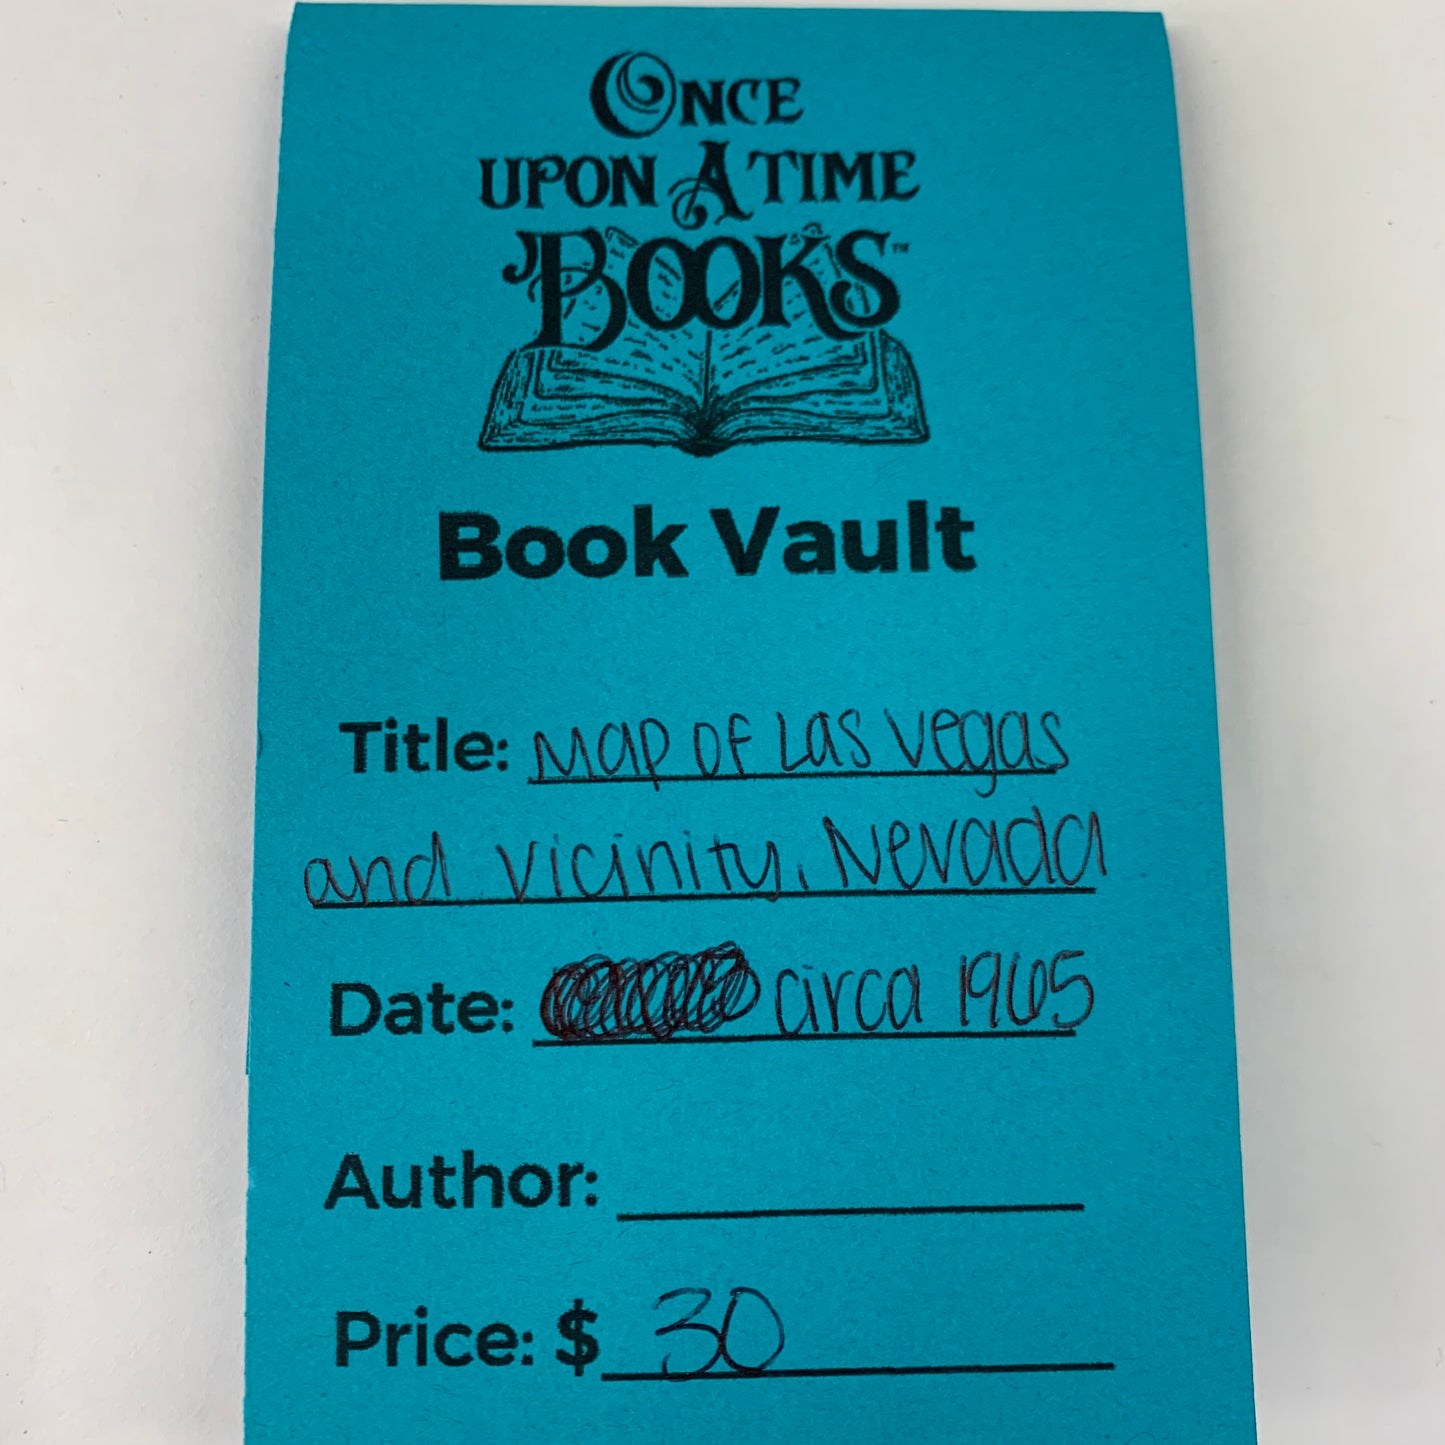 ONCE
UPON A TIME
BOOKS™
Book Vault
Title: Map of Las Vegas
and Vicinity, Nevada
Date: circa 1965
Author:
Price: $ 30